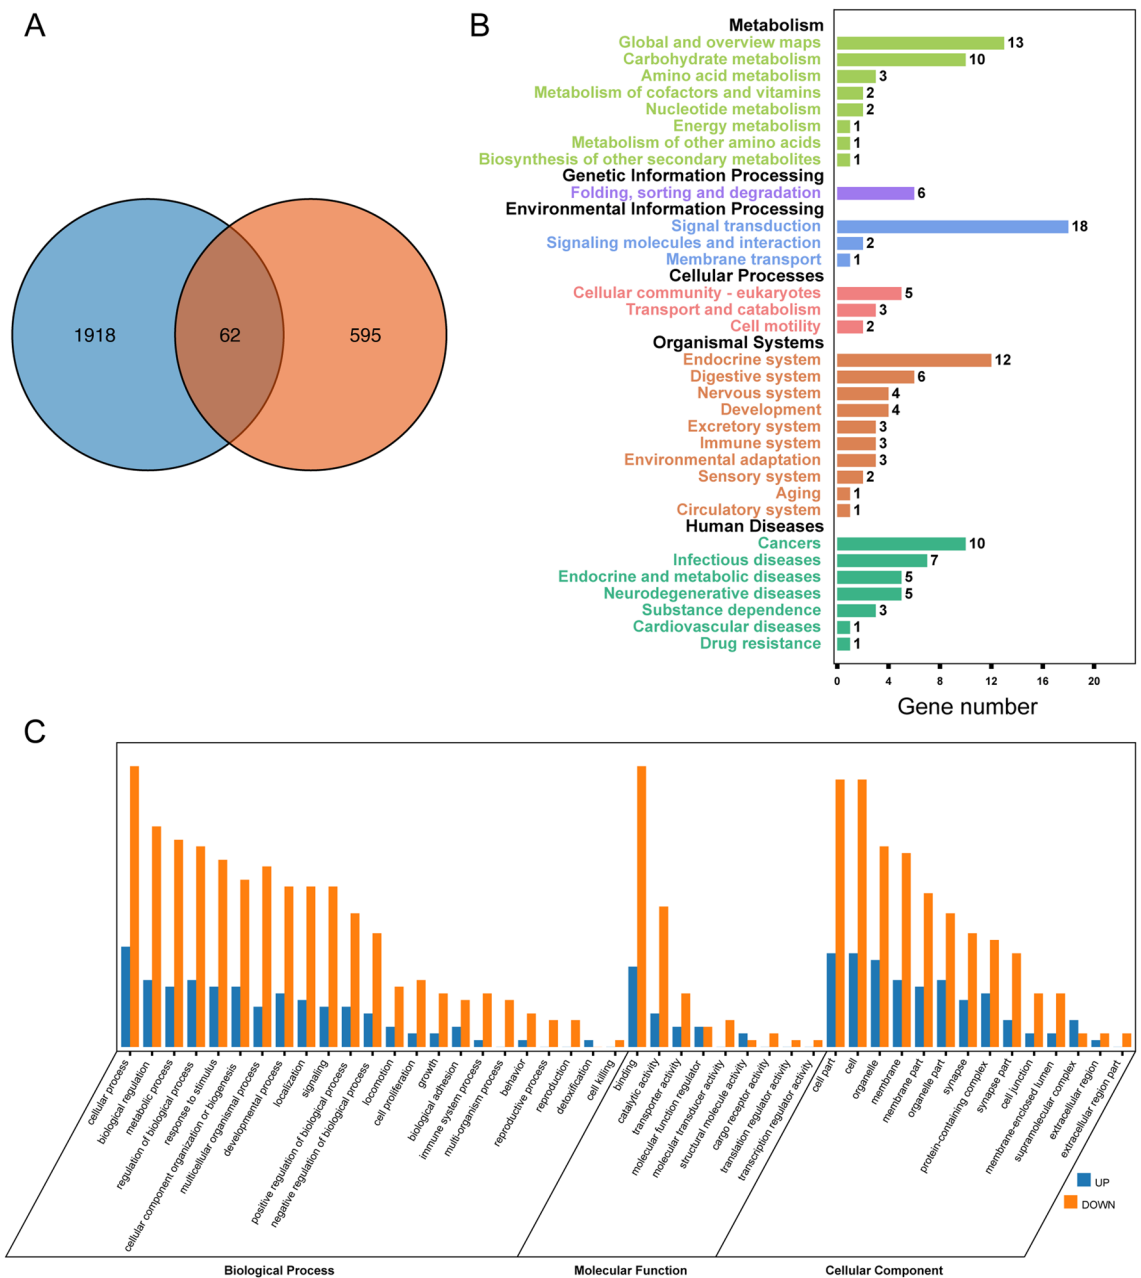 A
1918
62
595
B
Metabolism
Global and overview maps 13
Carbohydrate metabolism 10
Amino acid metabolism 3
Metabolism of cofactors and vitamins 2
Nucleotide metabolism 2
Energy metabolism 1
Metabolism of other amino acids 1
Biosynthesis of other secondary metabolites 1
Genetic Information Processing
Folding, sorting and degradation 6
Environmental Information Processing
Signal transduction 18
Signaling molecules and interaction 2
Membrane transport 1
Cellular Processes
Cellular community - eukaryotes 5
Transport and catabolism 3
Cell motility 2
Organismal Systems
Endocrine system 12
Digestive system 6
Nervous system 4
Development 4
Excretory system 3
Immune system 3
Environmental adaptation 3
Sensory system 2
Aging 1
Circulatory system 1
Human Diseases
Cancers 10
Infectious diseases 7
Endocrine and metabolic diseases 5
Neurodegenerative diseases 5
Substance dependence 3
Cardiovascular diseases 1
Drug resistance 1
0 4 8 12 16 20
Gene number
C
cellular process
biological regulation
metabolic process
regulation of biological process
response to stimulus
cellular component organization or biogenesis
multicellular organismal process
developmental process
localization
signaling
positive regulation of biological process
negative regulation of biological process
locomotion
cell proliferation
growth
biological adhesion
immune system process
multi-organism process
behavior
reproductive process
reproduction
detoxification
cell killing
binding
catalytic activity
transporter activity
molecular function regulator
molecular transducer activity
structural molecule activity
cargo receptor activity
translation regulator activity
transcription regulator activity
cell part
cell
organelle
membrane
membrane part
organelle part
synapse
protein-containing complex
synapse part
cell junction
membrane-enclosed lumen
supramolecular complex
extracellular region
extracellular region part
UP
DOWN
Biological Process
Molecular Function
Cellular Component